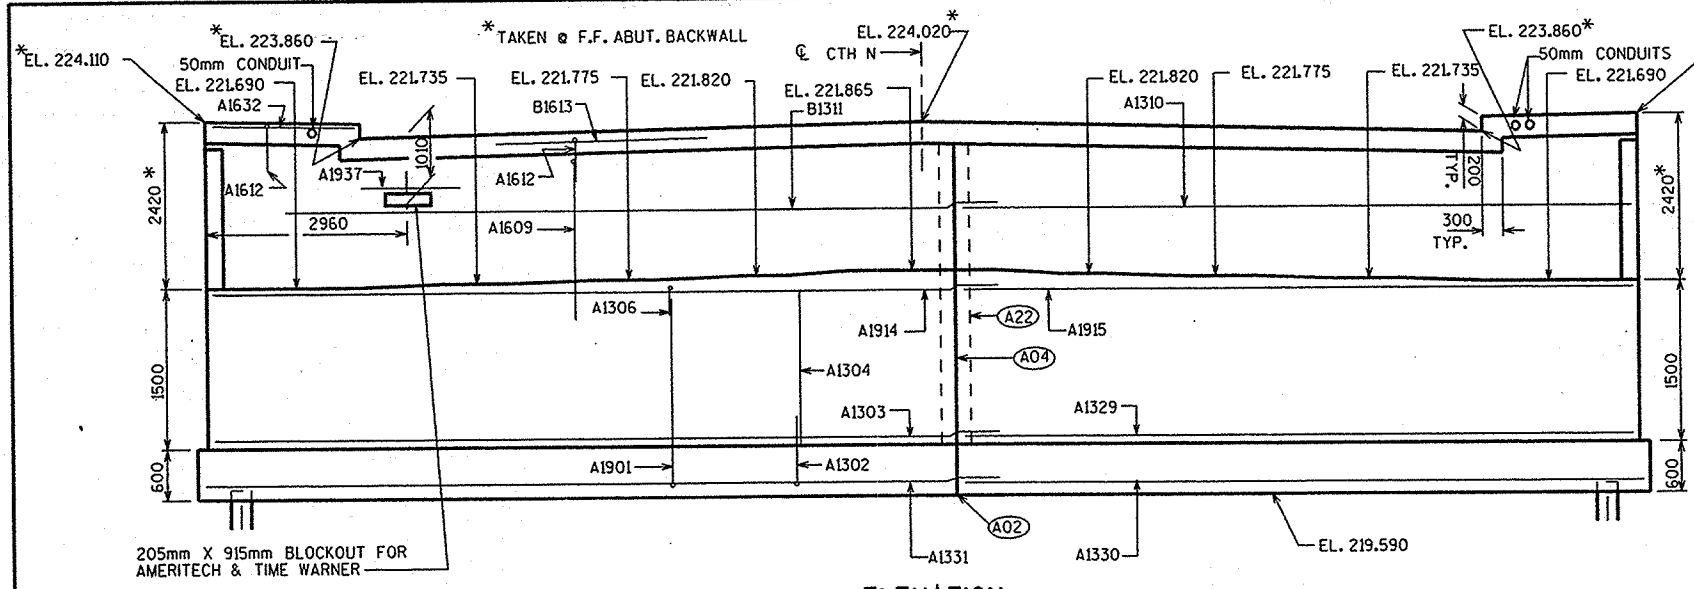 *EL. 224.110
*EL. 223.860
50mm CONDUIT
EL. 221.690
A1632
*TAKEN @ F.F. ABUT. BACKWALL
EL. 221.735
EL. 221.775
B1613
EL. 221.820
EL. 224.020*
℄ CTH N
EL. 221.865
B1311
EL. 221.820
A1310
EL. 221.775
EL. 221.735
EL. 223.860*
50mm CONDUITS
EL. 221.690
2420*
A1612
A1937
1010
A1612
2960
A1609
TYP.
200
300
TYP.
2420*
A1306
A1914
A22
A1915
A04
1500
A1304
A1303
A1329
1500
600
A1901
A1302
600
A02
205mm X 915mm BLOCKOUT FOR
AMERITECH & TIME WARNER
A1331
A1330
EL. 219.590